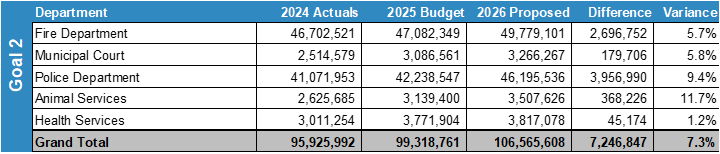 Goal 2
Department 2024 Actuals 2025 Budget 2026 Proposed Difference Variance
Fire Department 46,702,521 47,082,349 49,779,101 2,696,752 5.7%
Municipal Court 2,514,579 3,086,561 3,266,267 179,706 5.8%
Police Department 41,071,953 42,238,547 46,195,536 3,956,990 9.4%
Animal Services 2,625,685 3,139,400 3,507,626 368,226 11.7%
Health Services 3,011,254 3,771,904 3,817,078 45,174 1.2%
Grand Total 95,925,992 99,318,761 106,565,608 7,246,847 7.3%